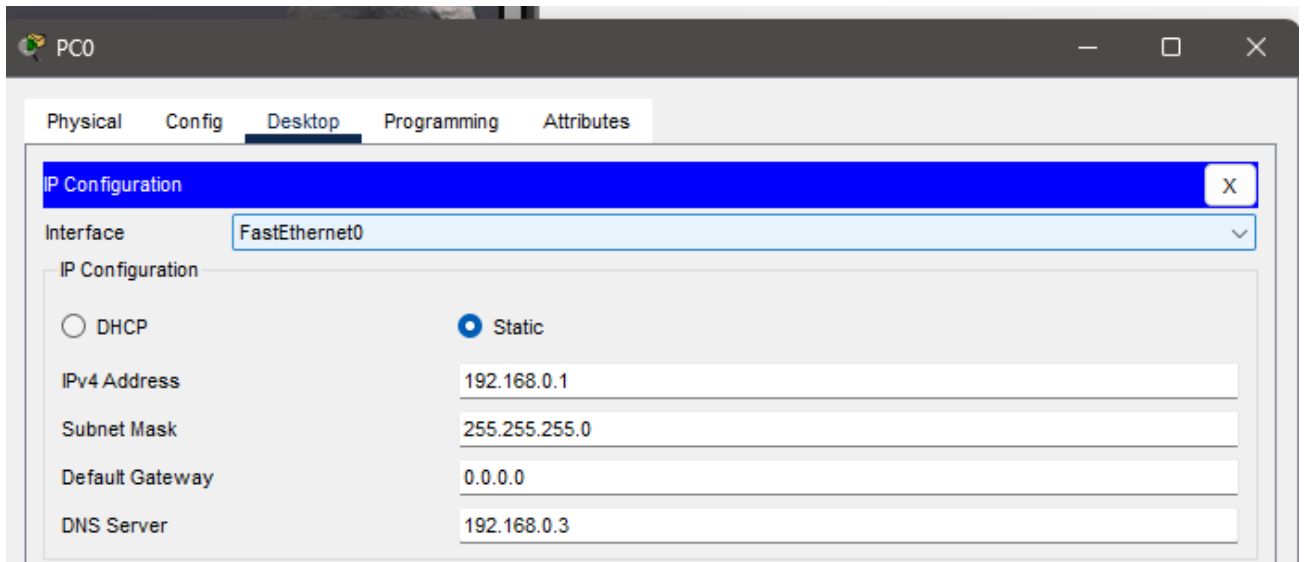 PC0
Physical Config Desktop Programming Attributes
IP Configuration X
Interface FastEthernet0
IP Configuration
DHCP Static
IPv4 Address 192.168.0.1
Subnet Mask 255.255.255.0
Default Gateway 0.0.0.0
DNS Server 192.168.0.3